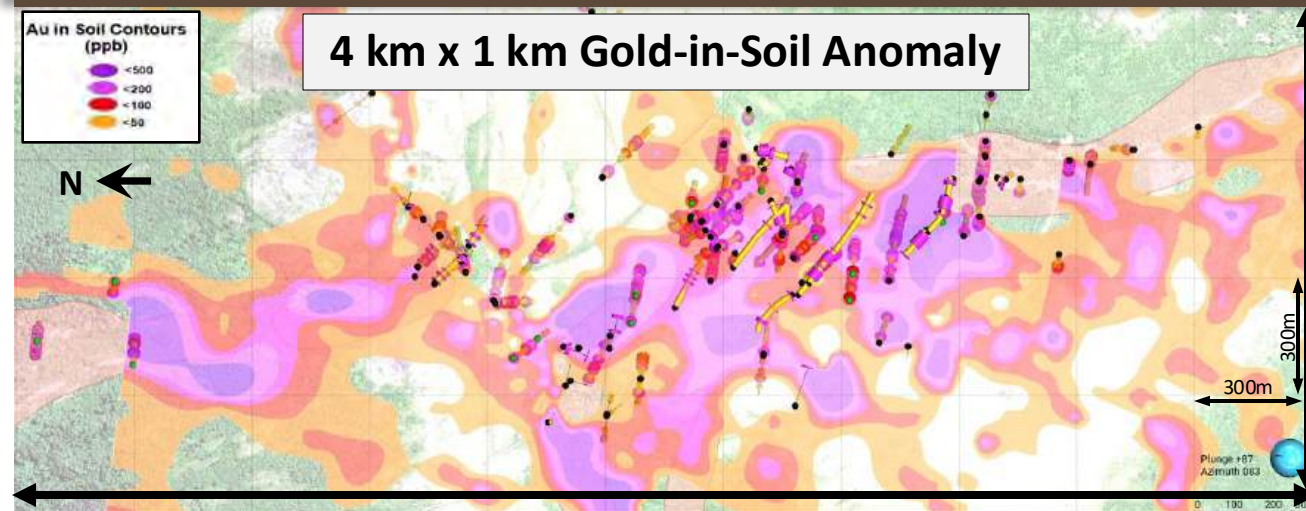 Au in Soil Contours
(ppb)
<500
<200
<100
<50
4 km x 1 km Gold-in-Soil Anomaly
N
300m
300m
Plunge +87
Azimuth 083
0 100 200